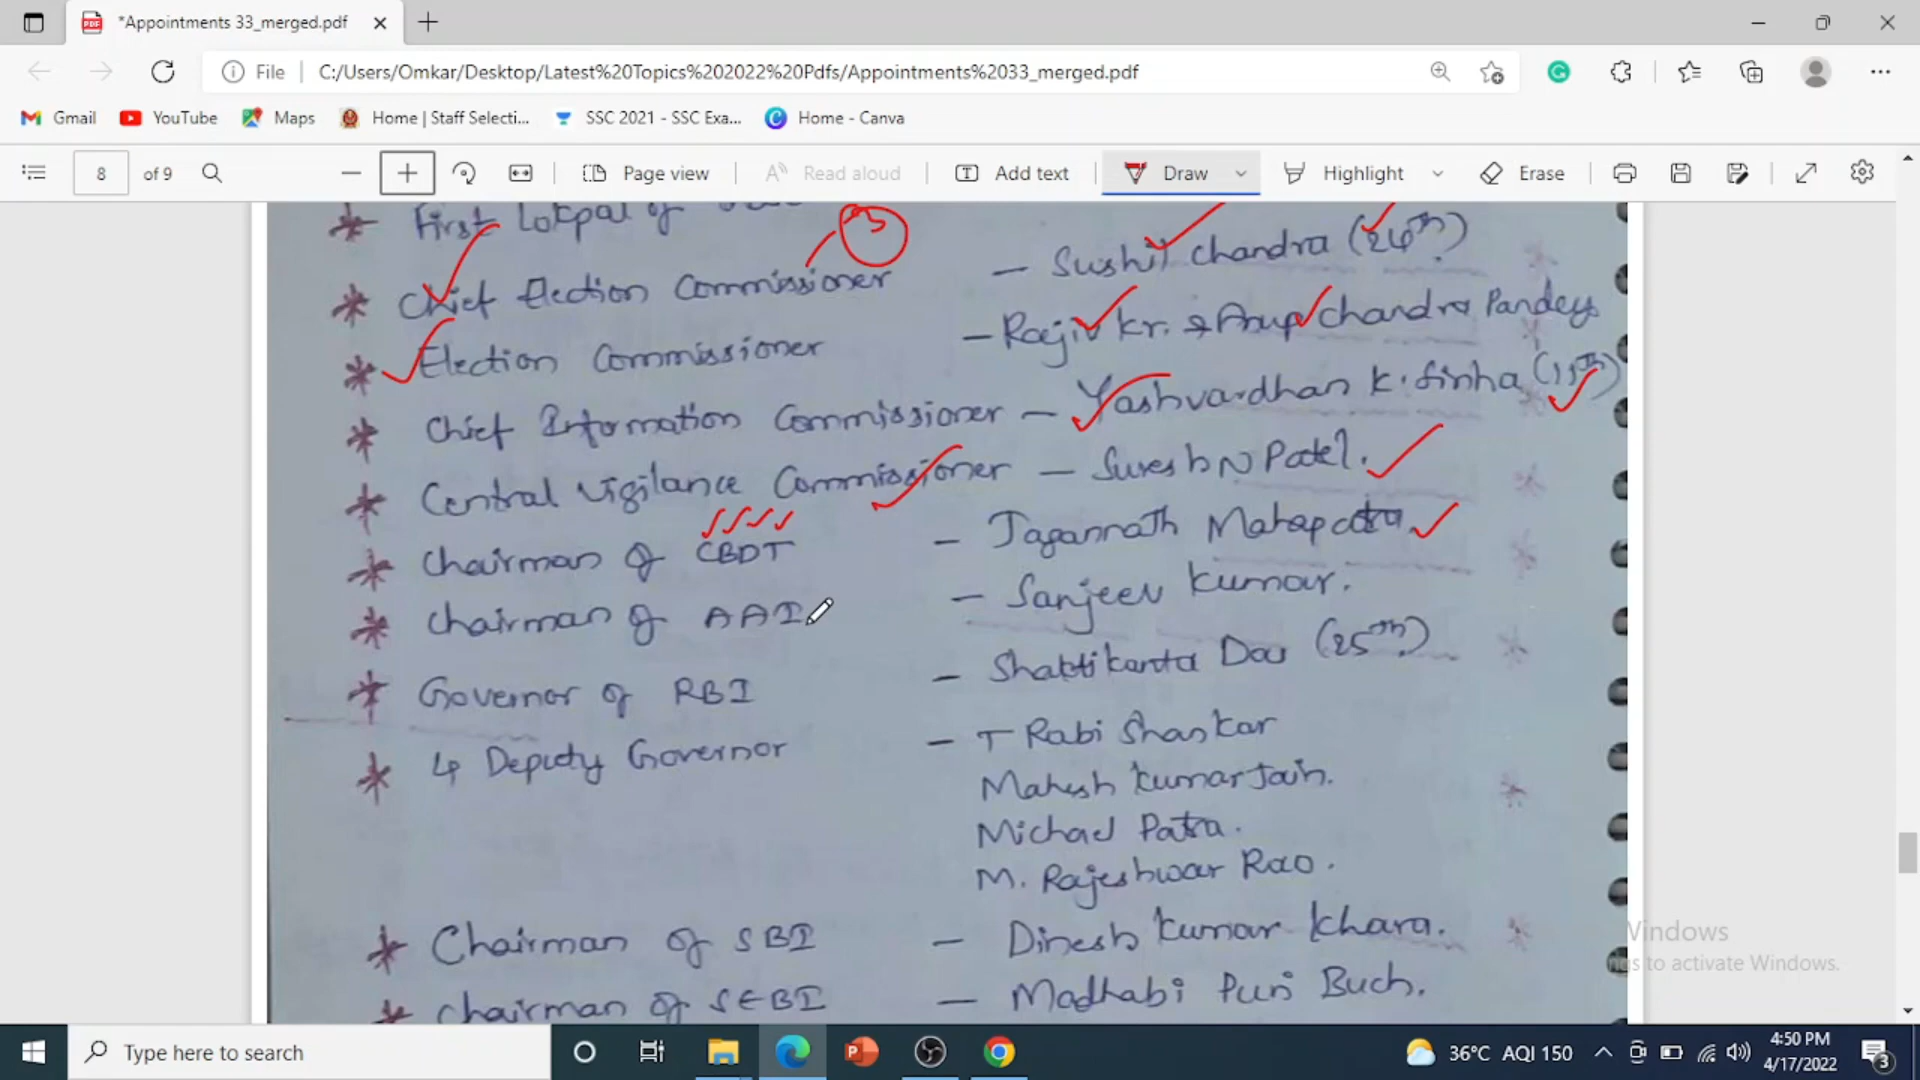 *Appointments 33_merged.pdf
File C:/Users/Omkar/Desktop/Latest%20Topics%202022%20Pdfs/Appointments%2033_merged.pdf
Gmail YouTube Maps Home | Staff Selecti... SSC 2021 - SSC Exa... Home - Canva
8 of 9 Page view Read aloud Add text Draw Highlight Erase
First Lokpal of
3
Chief Election Commissioner - Sushil Chandra (24th)
Election Commissioner - Rajiv Kr. & Anup Chandra Pandey
Chief Information Commissioner - Yashvardhan K. Sinha (11th)
Central Vigilance Commissioner - Suresh N Patel.
Chairman of CBDT - Jagannath Mahapatra
Chairman of AAI - Sanjeev Kumar.
Governor of RBI - Shaktikanta Das (25th)
4 Deputy Governor - T Rabi Shankar
Mahesh Kumar Jain.
Michael Patra.
M. Rajeshwar Rao.
Chairman of SBI - Dinesh Kumar Khara.
Chairman of SEBI - Madhabi Puri Buch.
Windows
ngs to activate Windows.
Type here to search 36°C AQI 150 4:50 PM
4/17/2022
3